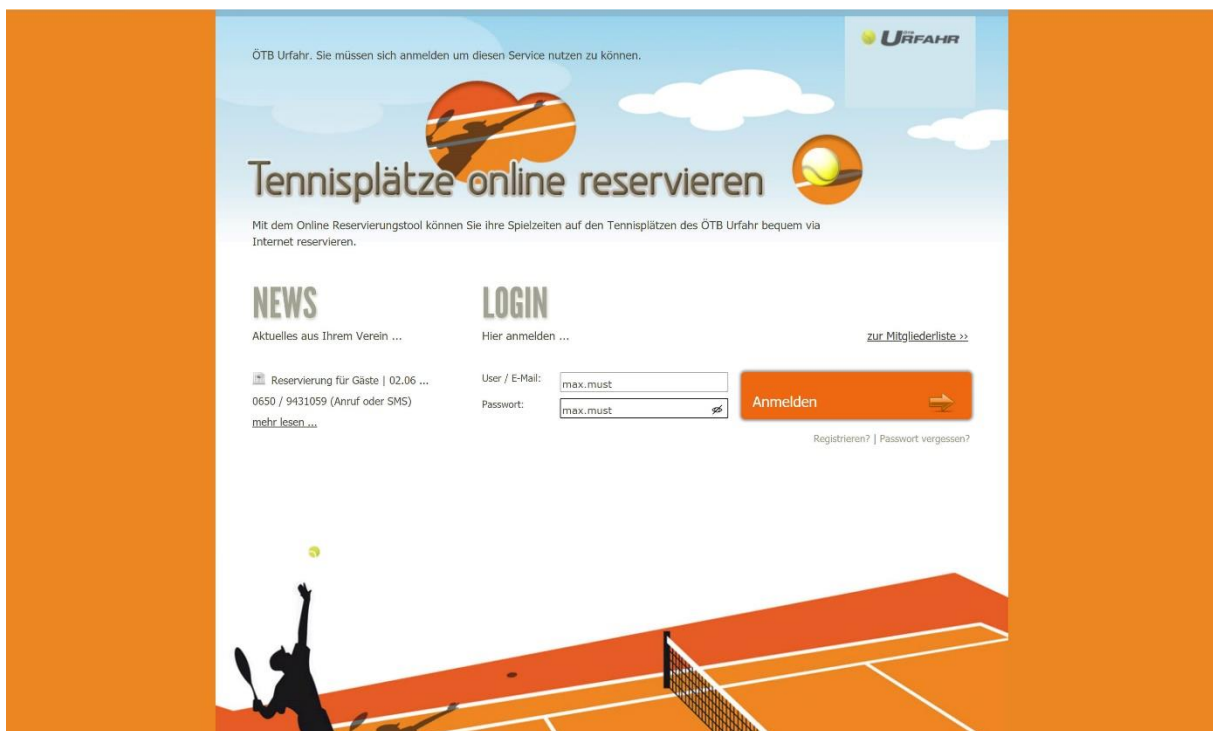 ÖTB Urfahr. Sie müssen sich anmelden um diesen Service nutzen zu können.
ÖTB
URFAHR
Tennisplätze online reservieren
Mit dem Online Reservierungstool können Sie ihre Spielzeiten auf den Tennisplätzen des ÖTB Urfahr bequem via
Internet reservieren.
NEWS
Aktuelles aus Ihrem Verein ...
Reservierung für Gäste | 02.06 ...
0650 / 9431059 (Anruf oder SMS)
mehr lesen ...
LOGIN
Hier anmelden ...
zur Mitgliederliste >>
User / E-Mail: max.must
Passwort: max.must
Anmelden
Registrieren? | Passwort vergessen?